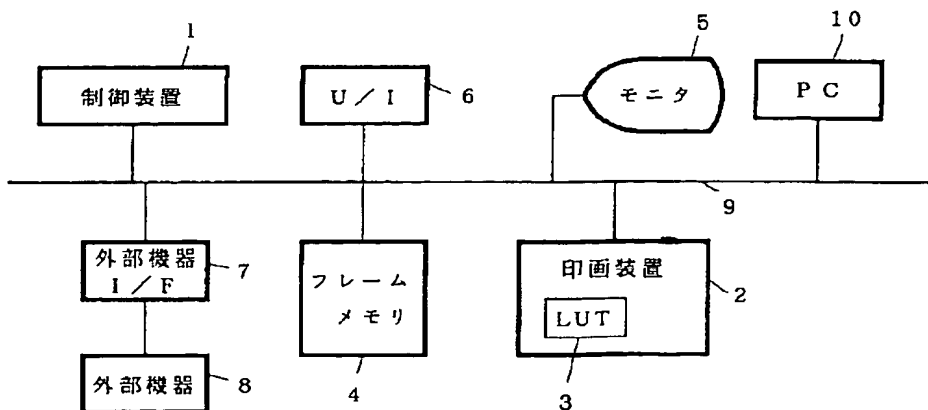 1
制御装置
U／I
6
5
モニタ
10
PC
9
外部機器
I／F
7
フレーム
メモリ
4
印画装置
LUT
2
3
外部機器
8